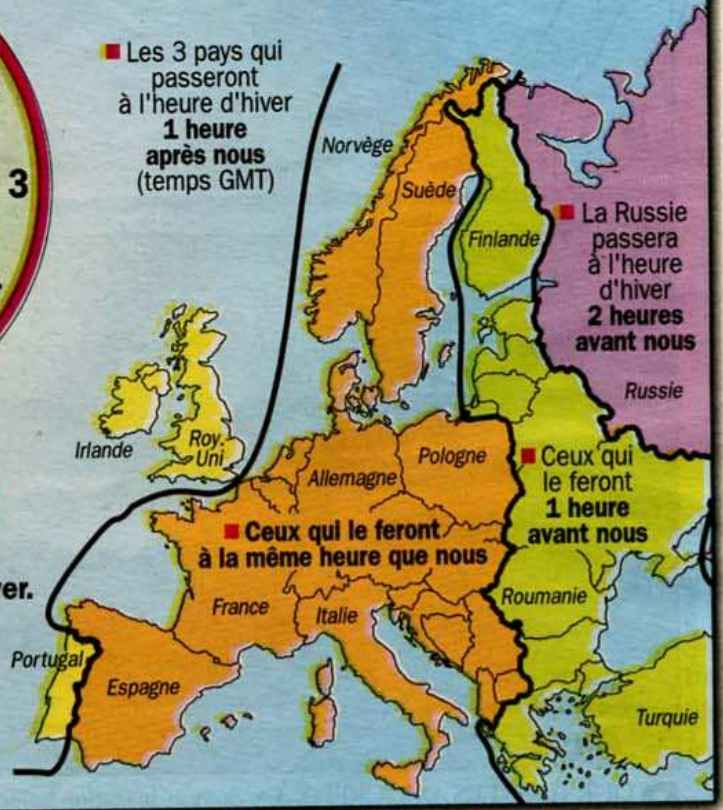 ■ Les 3 pays qui
passeront
à l'heure d'hiver
1 heure
après nous
(temps GMT)
3
Norvège
Suède
Finlande
■ La Russie
passera
à l'heure
d'hiver
2 heures
avant nous
Russie
Irlande
Roy.
Uni
Allemagne
Pologne
■ Ceux qui
le feront
1 heure
avant nous
■ Ceux qui le feront
à la même heure que nous
er.
France
Italie
Roumanie
Portugal
Espagne
Turquie